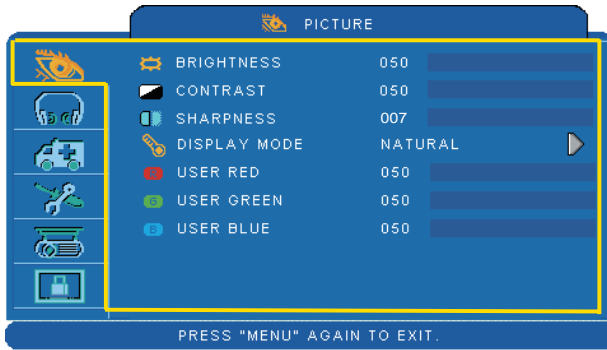 PICTURE
BRIGHTNESS 050
CONTRAST 050
SHARPNESS 007
DISPLAY MODE NATURAL
R USER RED 050
G USER GREEN 050
B USER BLUE 050
PRESS "MENU" AGAIN TO EXIT.